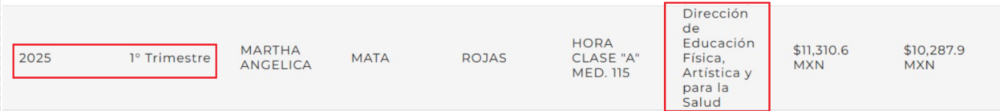 2025
1° Trimestre
MARTHA
ANGELICA
MATA
ROJAS
HORA
CLASE "A"
MED. 115
Dirección
de
Educación
Física,
Artística y
para la
Salud
$11,310.6
MXN
$10,287.9
MXN